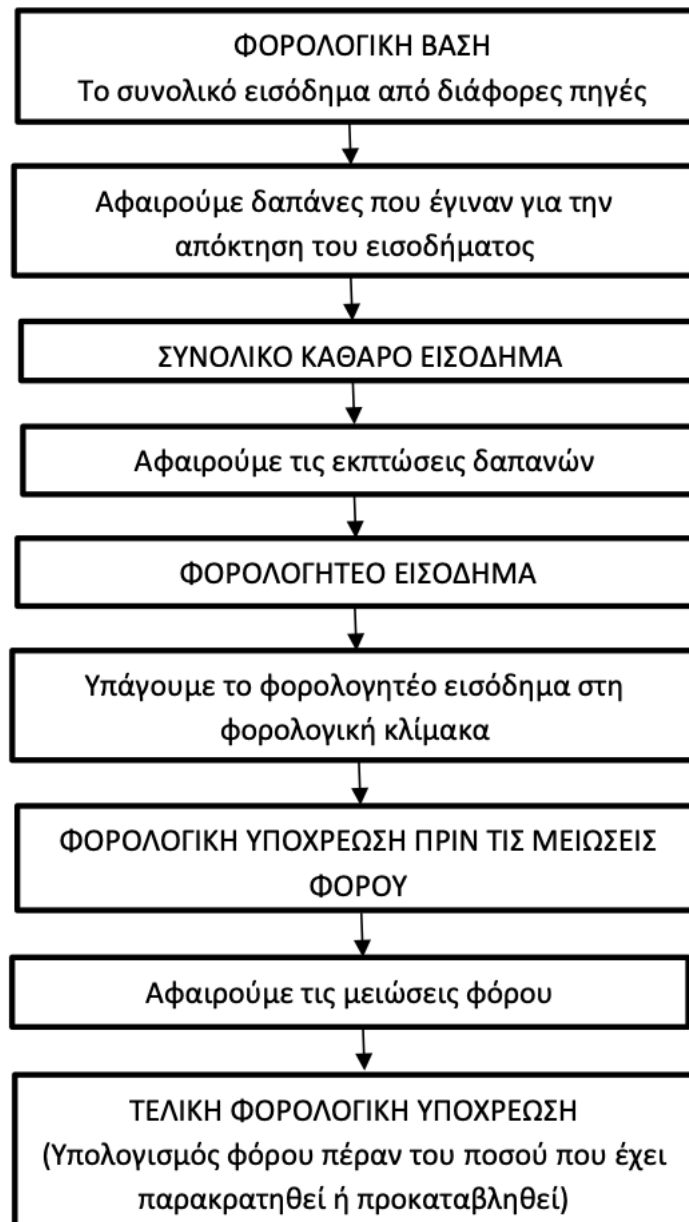 ΦΟΡΟΛΟΓΙΚΗ ΒΑΣΗ
Το συνολικό εισόδημα από διάφορες πηγές
Αφαιρούμε δαπάνες που έγιναν για την
απόκτηση του εισοδήματος
ΣΥΝΟΛΙΚΟ ΚΑΘΑΡΟ ΕΙΣΟΔΗΜΑ
Αφαιρούμε τις εκπτώσεις δαπανών
ΦΟΡΟΛΟΓΗΤΕΟ ΕΙΣΟΔΗΜΑ
Υπάγουμε το φορολογητέο εισόδημα στη
φορολογική κλίμακα
ΦΟΡΟΛΟΓΙΚΗ ΥΠΟΧΡΕΩΣΗ ΠΡΙΝ ΤΙΣ ΜΕΙΩΣΕΙΣ
ΦΟΡΟΥ
Αφαιρούμε τις μειώσεις φόρου
ΤΕΛΙΚΗ ΦΟΡΟΛΟΓΙΚΗ ΥΠΟΧΡΕΩΣΗ
(Υπολογισμός φόρου πέραν του ποσού που έχει
παρακρατηθεί ή προκαταβληθεί)